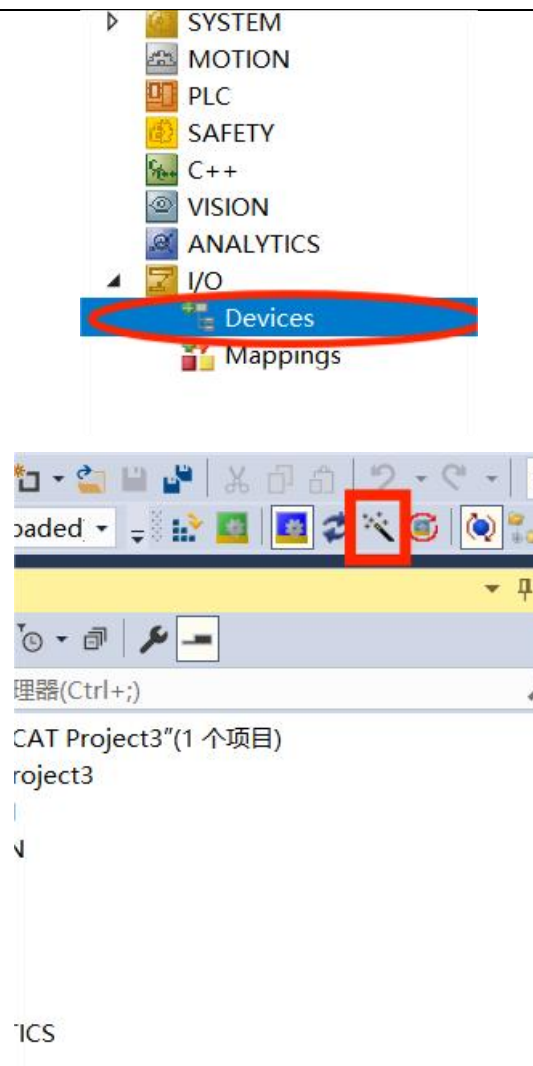 SYSTEM
MOTION
PLC
SAFETY
C++
VISION
ANALYTICS
I/O
Devices
Mappings
oaded
理器(Ctrl+;)
CAT Project3"(1 个项目)
roject3
N
TICS